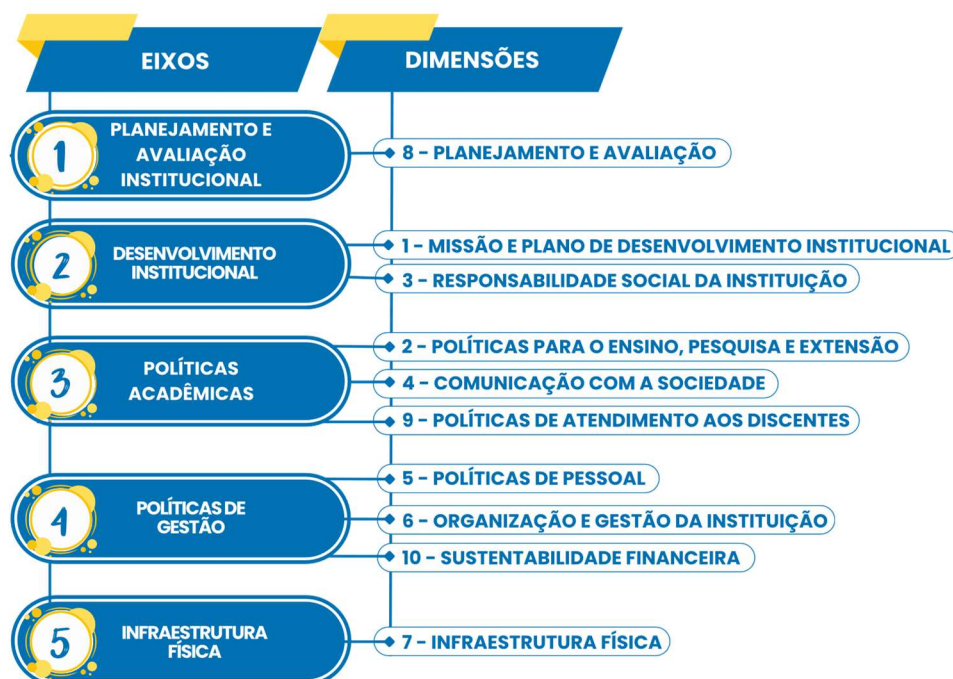 EIXOS
DIMENSÕES
1
PLANEJAMENTO E
AVALIAÇÃO
INSTITUCIONAL
8 - PLANEJAMENTO E AVALIAÇÃO
2
DESENVOLVIMENTO
INSTITUCIONAL
1 - MISSÃO E PLANO DE DESENVOLVIMENTO INSTITUCIONAL
3 - RESPONSABILIDADE SOCIAL DA INSTITUIÇÃO
3
POLÍTICAS
ACADÊMICAS
2 - POLÍTICAS PARA O ENSINO, PESQUISA E EXTENSÃO
4 - COMUNICAÇÃO COM A SOCIEDADE
9 - POLÍTICAS DE ATENDIMENTO AOS DISCENTES
4
POLÍTICAS DE
GESTÃO
5 - POLÍTICAS DE PESSOAL
6 - ORGANIZAÇÃO E GESTÃO DA INSTITUIÇÃO
10 - SUSTENTABILIDADE FINANCEIRA
5
INFRAESTRUTURA
FÍSICA
7 - INFRAESTRUTURA FÍSICA